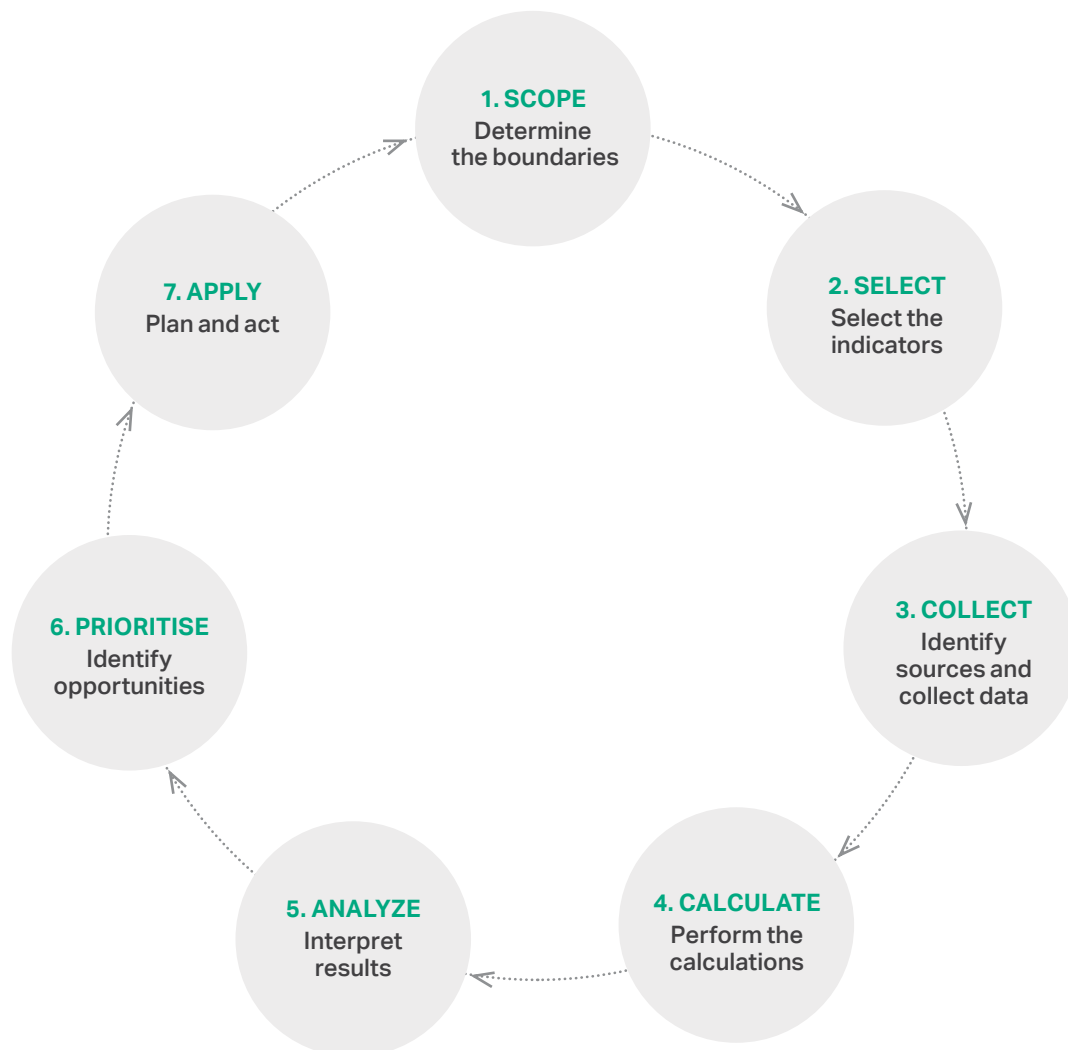 1. SCOPE
Determine
the boundaries
2. SELECT
Select the
indicators
3. COLLECT
Identify
sources and
collect data
4. CALCULATE
Perform the
calculations
5. ANALYZE
Interpret
results
6. PRIORITISE
Identify
opportunities
7. APPLY
Plan and act